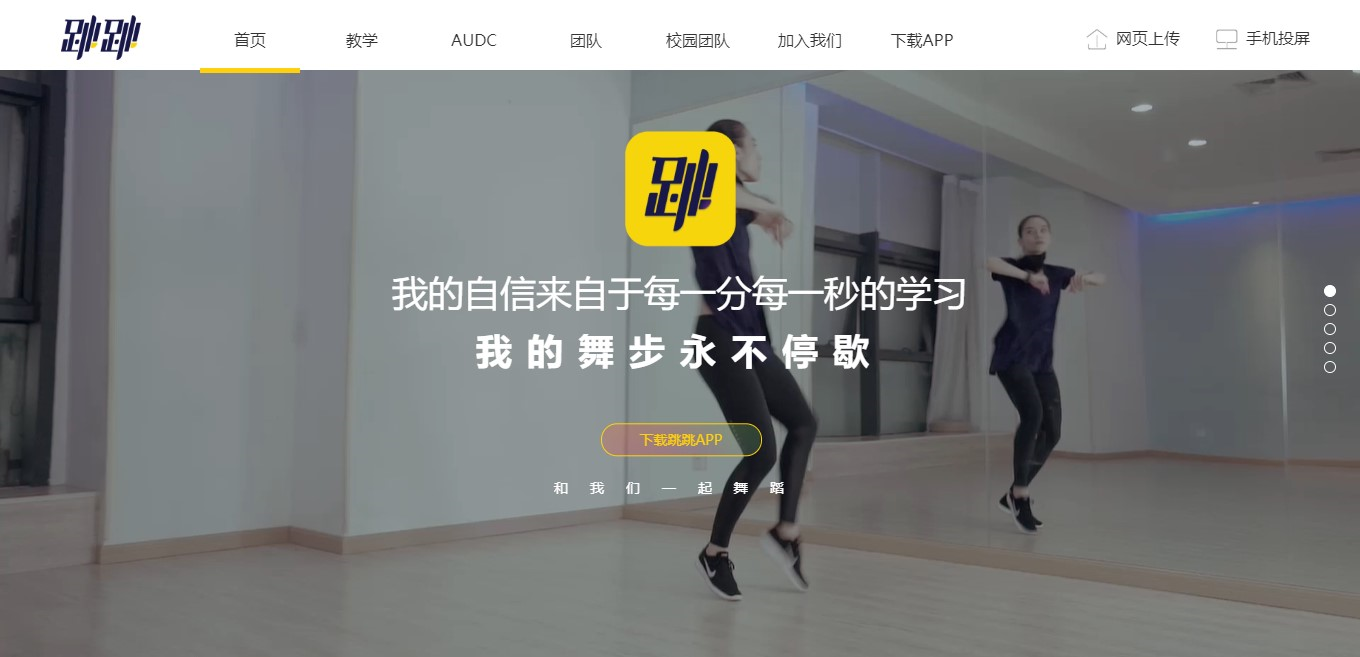 跳跳!
首页
教学
AUDC
团队
校园团队
加入我们
下载APP
网页上传
手机投屏
跳!
我的自信来自于每一分每一秒的学习
我的舞步永不停歇
下载跳跳APP
和我们一起舞蹈